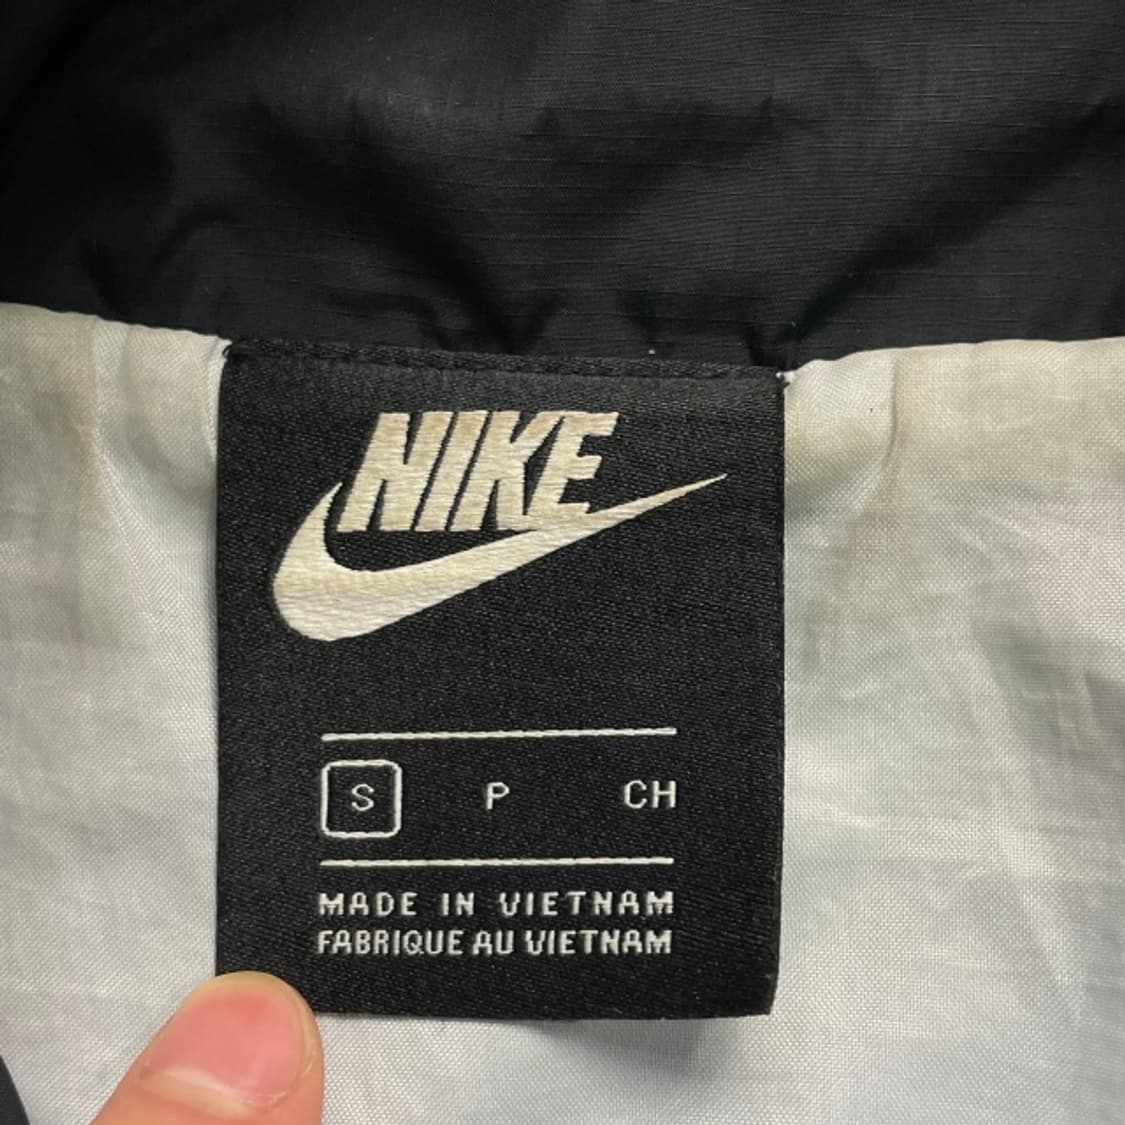 NIKE
S P CH
MADE IN VIETNAM
FABRIQUE AU VIETNAM